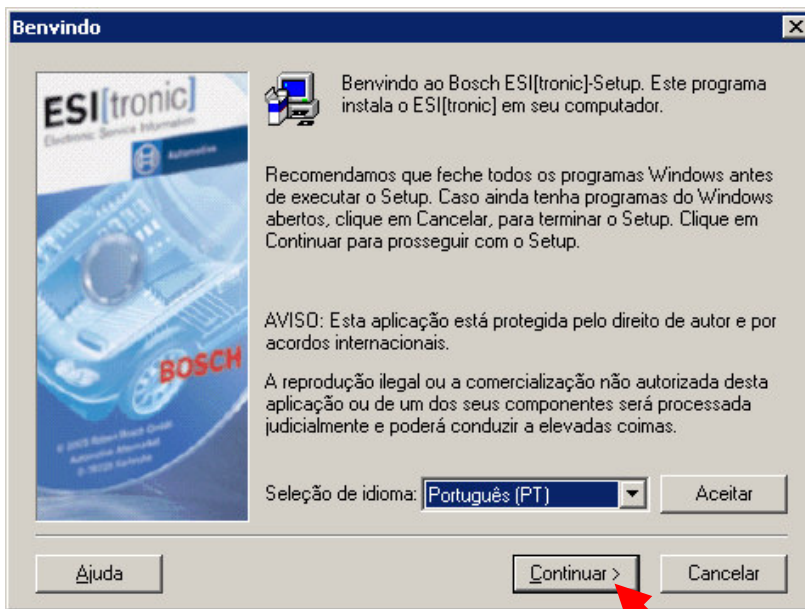 Benvindo
ESI[tronic]
Electronic Service Information
Automotive
BOSCH
Benvindo ao Bosch ESI[tronic]-Setup. Este programa
instala o ESI[tronic] em seu computador.
Recomendamos que feche todos os programas Windows antes
de executar o Setup. Caso ainda tenha programas do Windows
abertos, clique em Cancelar, para terminar o Setup. Clique em
Continuar para prosseguir com o Setup.
AVISO: Esta aplicação está protegida pelo direito de autor e por
acordos internacionais.
A reprodução ilegal ou a comercialização não autorizada desta
aplicação ou de um dos seus componentes será processada
judicialmente e poderá conduzir a elevadas coimas.
Seleção de idioma: Português (PT) Aceitar
Ajuda Continuar > Cancelar